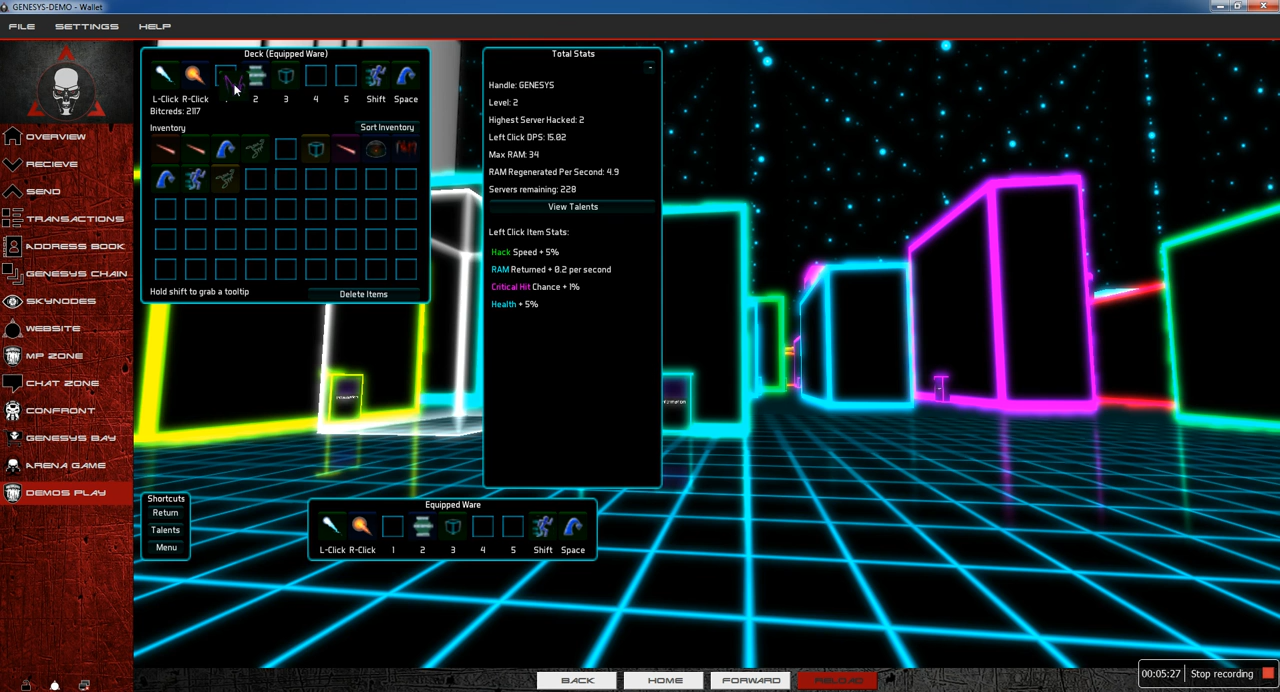 GENESYS-DEMO - Wallet
FILE SETTINGS HELP
OVERVIEW
RECIEVE
SEND
TRANSACTIONS
ADDRESS BOOK
GENESYS CHAIN
SKYNODES
WEBSITE
MP ZONE
CHAT ZONE
CONFRONT
GENESYS BAY
ARENA GAME
DEMOS PLAY
Deck (Equipped Ware)
L-Click R-Click 2 3 4 5 Shift Space
Bitcreds: 2117
Inventory Sort Inventory
Hold shift to grab a tooltip Delete Items
Total Stats
-
Handle: GENESYS
Level: 2
Highest Server Hacked: 2
Left Click DPS: 15.02
Max RAM: 34
RAM Regenerated Per Second: 4.9
Servers remaining: 228
View Talents
Left Click Item Stats:
Hack Speed + 5%
RAM Returned + 0.2 per second
Critical Hit Chance + 1%
Health + 5%
Shortcuts
Return
Talents
Menu
Equipped Ware
L-Click R-Click 1 2 3 4 5 Shift Space
BACK HOME FORWARD RELOAD
00:05:27 Stop recording